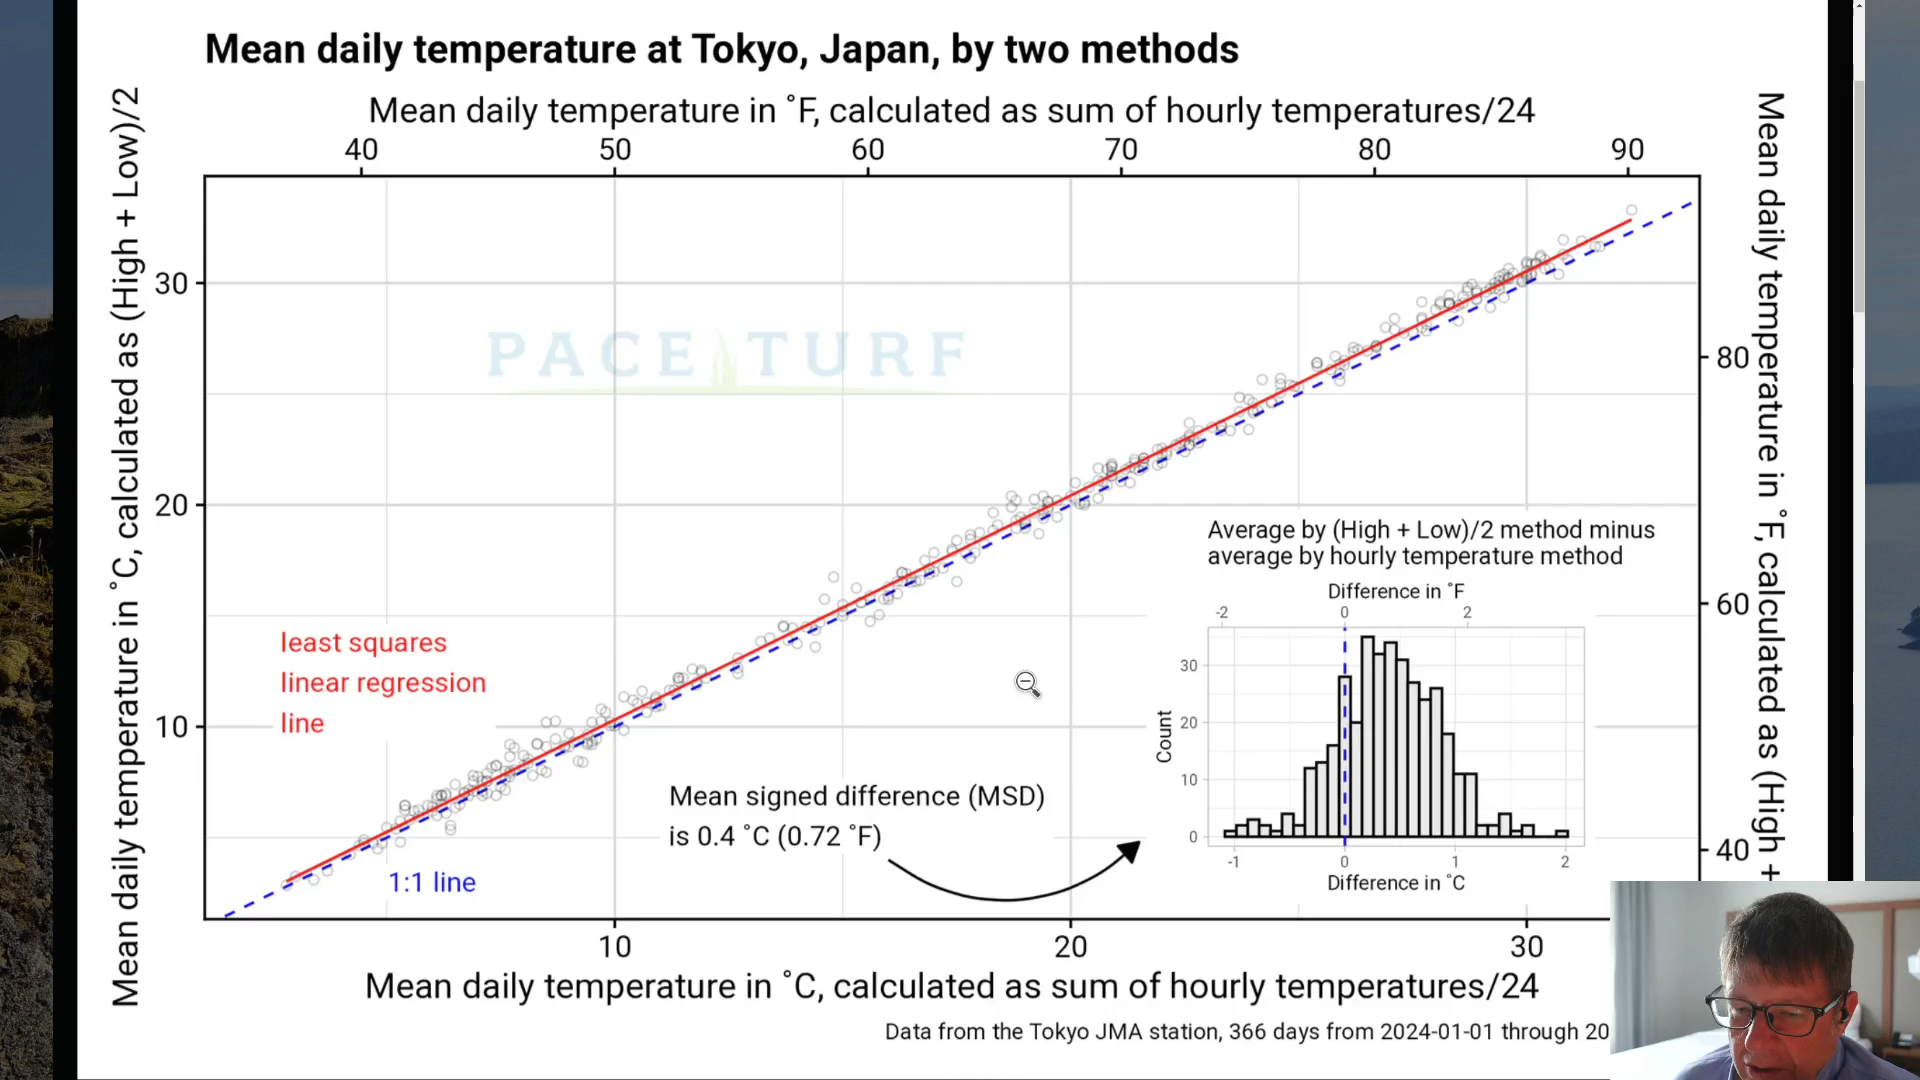 Mean daily temperature at Tokyo, Japan, by two methods
Mean daily temperature in ˚F, calculated as sum of hourly temperatures/24
40 50 60 70 80 90
Mean daily temperature in ˚C, calculated as (High + Low)/2
30
20
10
PACE TURF
least squares
linear regression
line
1:1 line
Mean signed difference (MSD)
is 0.4 ˚C (0.72 ˚F)
Average by (High + Low)/2 method minus
average by hourly temperature method
Difference in ˚F
-2 0 2
Count
30
20
10
0
-1 0 1 2
Difference in ˚C
80
60
40
Mean daily temperature in ˚F, calculated as (High +
10 20 30
Mean daily temperature in ˚C, calculated as sum of hourly temperatures/24
Data from the Tokyo JMA station, 366 days from 2024-01-01 through 20